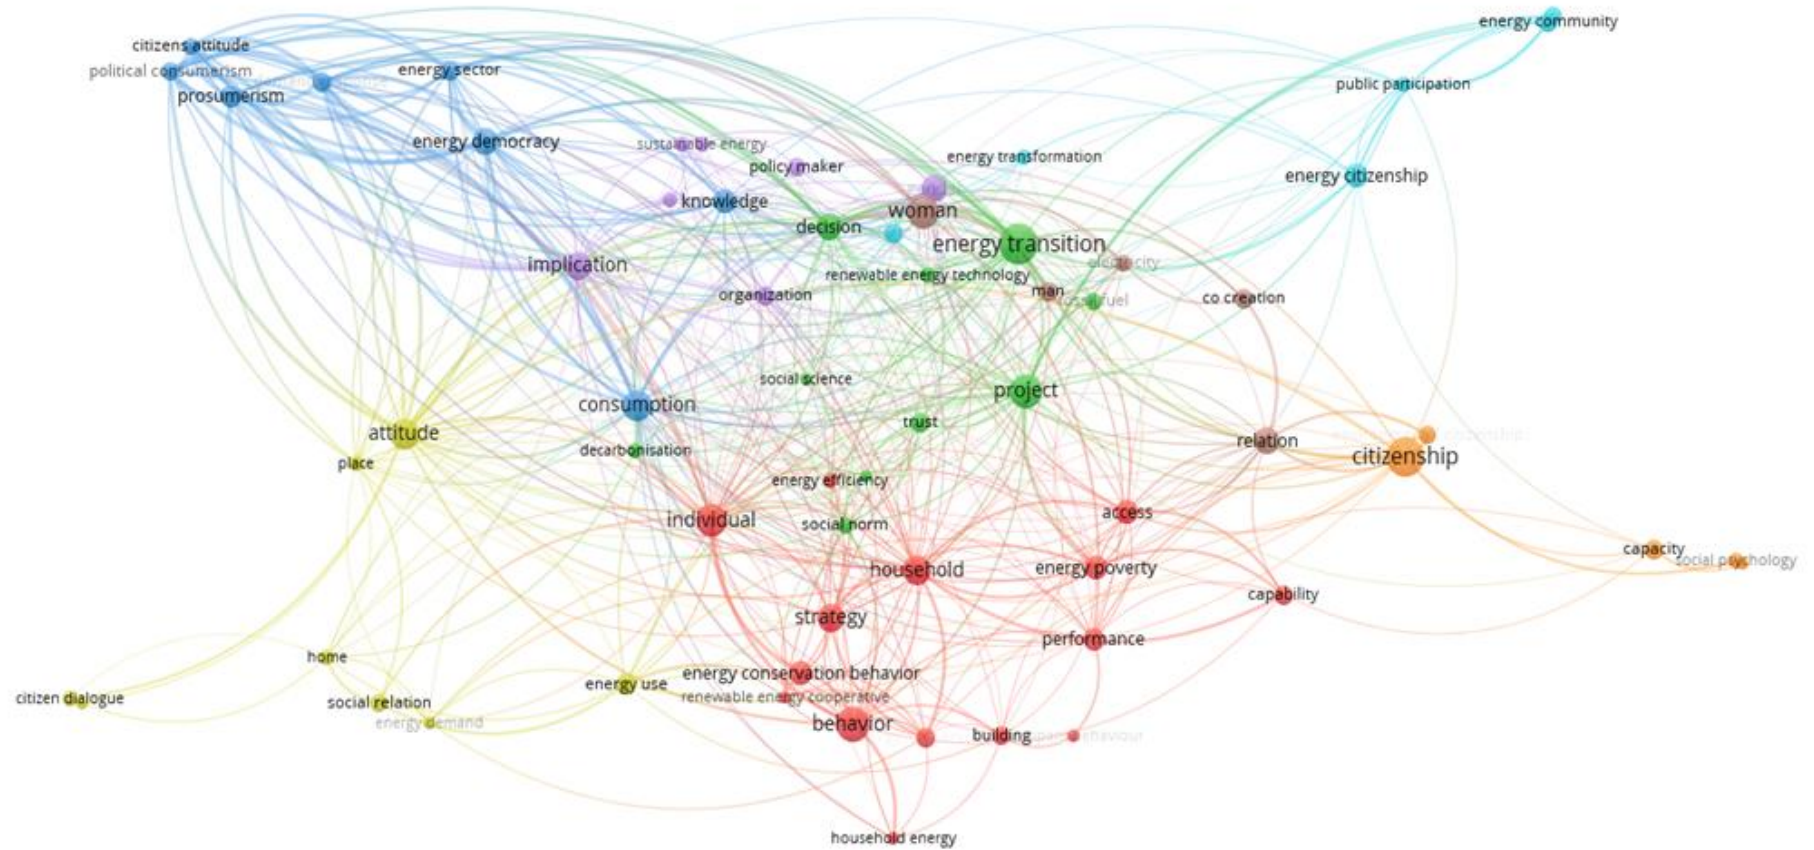 energy community
citizens attitude
political consumerism
energy sector
public participation
prosumerism
energy democracy
sustainable energy
energy transformation
policy maker
energy citizenship
knowledge
woman
decision
energy transition
implication
electricity
renewable energy technology
organization
man
fossil fuel
co creation
social science
project
consumption
trust
attitude
relation
decarbonisation
citizenship
place
energy efficiency
access
individual
social norm
capacity
social psychology
household
energy poverty
capability
strategy
performance
home
energy conservation behavior
energy use
citizen dialogue
renewable energy cooperative
social relation
energy demand
behavior
building
household energy